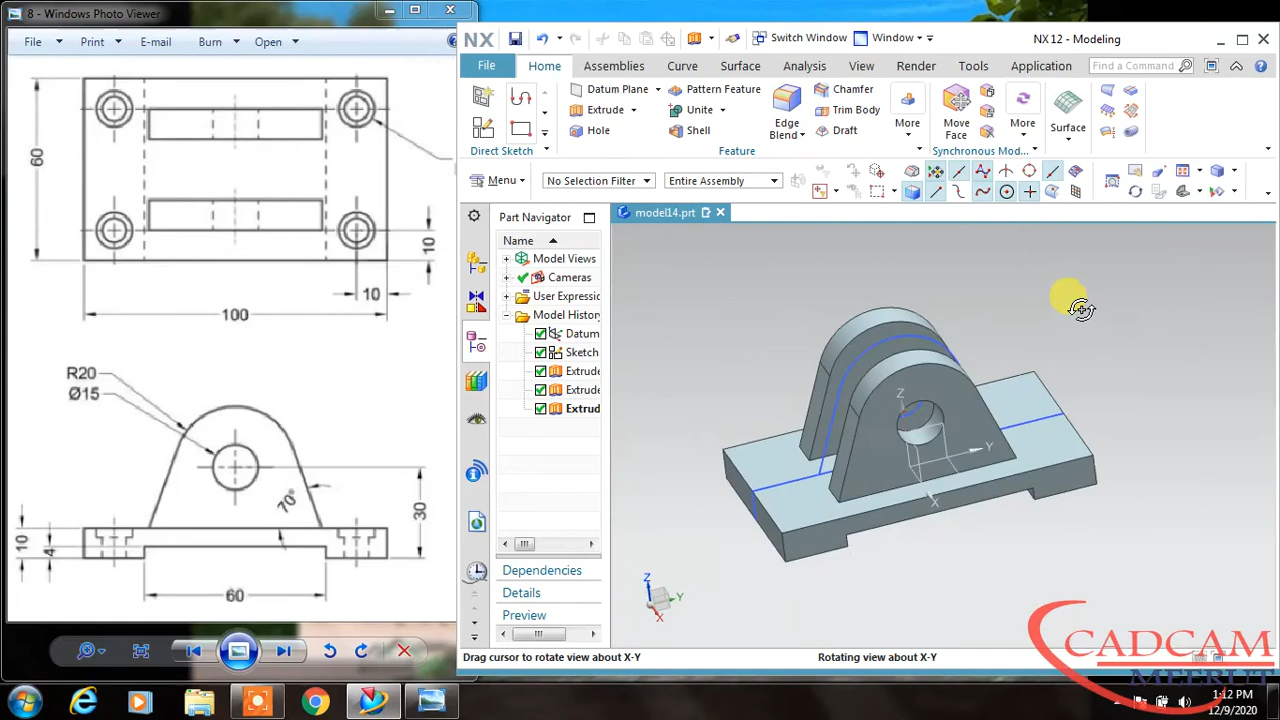 8 - Windows Photo Viewer
File Print E-mail Burn Open
60
10
10
100
R20
Ø15
70°
30
10
4
60
NX Switch Window Window NX 12 - Modeling
File Home Assemblies Curve Surface Analysis View Render Tools Application Find a Command
Datum Plane Pattern Feature Chamfer
Extrude Unite Trim Body
Hole Shell Draft
Edge Blend
More
Move Face
More
Surface
Direct Sketch Feature Synchronous Mod...
Menu No Selection Filter Entire Assembly
Part Navigator model14.prt
Name
Model Views
Cameras
User Expressio
Model History
Datum
Sketch
Extrude
Extrude
Extrud
Dependencies
Details
Preview
Z
Y
X
Z
Y
X
Drag cursor to rotate view about X-Y Rotating view about X-Y
CADCAM
MEERUT
1:12 PM
12/9/2020